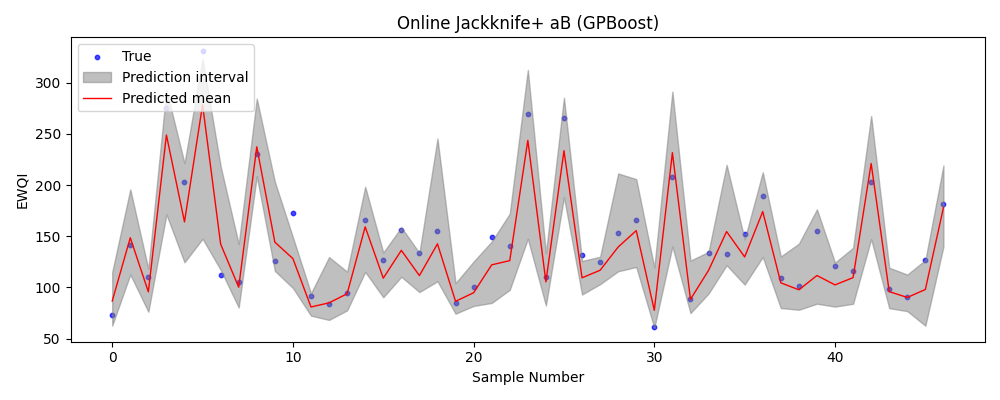 Online Jackknife+ aB (GPBoost)
True
Prediction interval
Predicted mean
EWQI
300
250
200
150
100
50
0
10
20
30
40
Sample Number